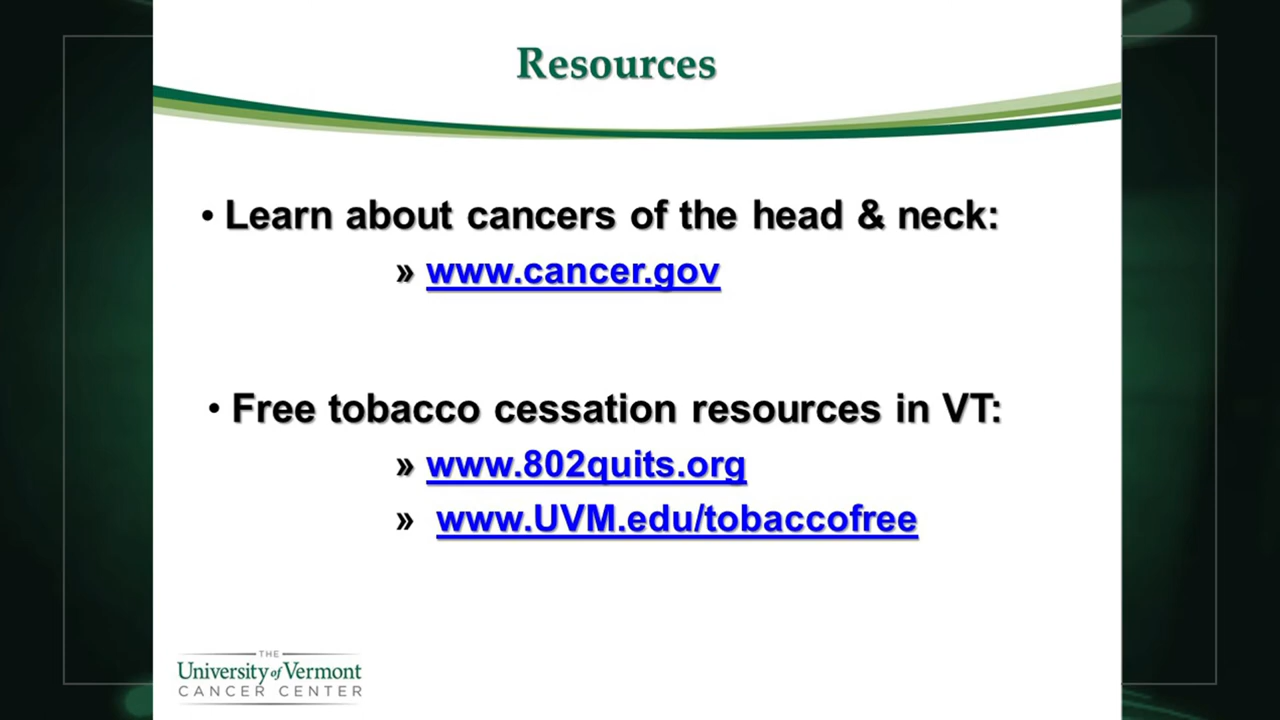 Resources
• Learn about cancers of the head & neck:
» www.cancer.gov
• Free tobacco cessation resources in VT:
» www.802quits.org
» www.UVM.edu/tobaccofree
THE
University of Vermont
CANCER CENTER